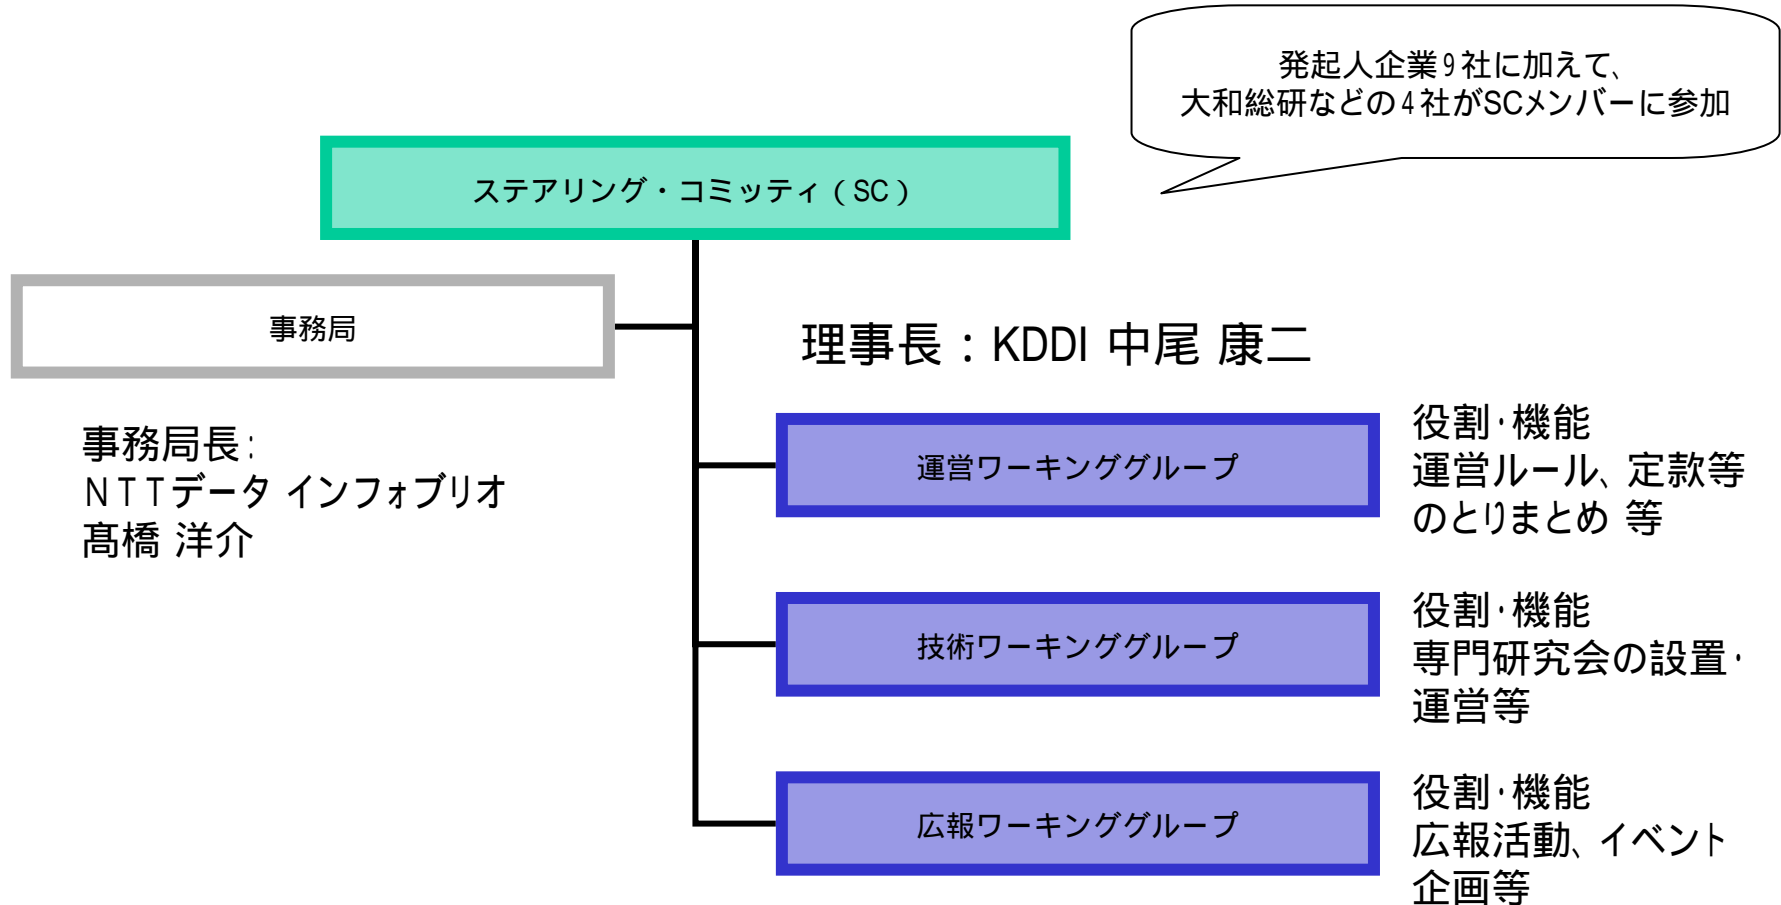 発起人企業9社に加えて、
大和総研などの4社がSCメンバーに参加
ステアリング・コミッティ（SC）
事務局
理事長：KDDI 中尾 康二
事務局長：
ＮＴＴデータ インフォブリオ
髙橋 洋介
運営ワーキンググループ
役割・機能
運営ルール、定款等
のとりまとめ 等
技術ワーキンググループ
役割・機能
専門研究会の設置・
運営等
広報ワーキンググループ
役割・機能
広報活動、イベント
企画等